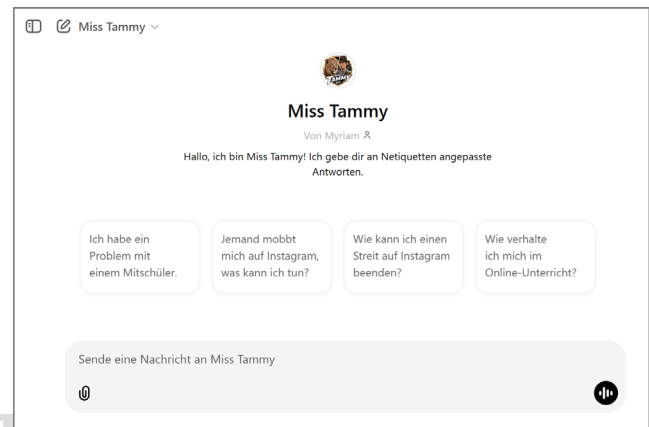 Miss Tammy
TAMMY
Miss Tammy
Von Myriam
Hallo, ich bin Miss Tammy! Ich gebe dir an Netiquetten angepasste
Antworten.
Ich habe ein
Problem mit
einem Mitschüler.
Jemand mobbt
mich auf Instagram,
was kann ich tun?
Wie kann ich einen
Streit auf Instagram
beenden?
Wie verhalte
ich mich im
Online-Unterricht?
Sende eine Nachricht an Miss Tammy